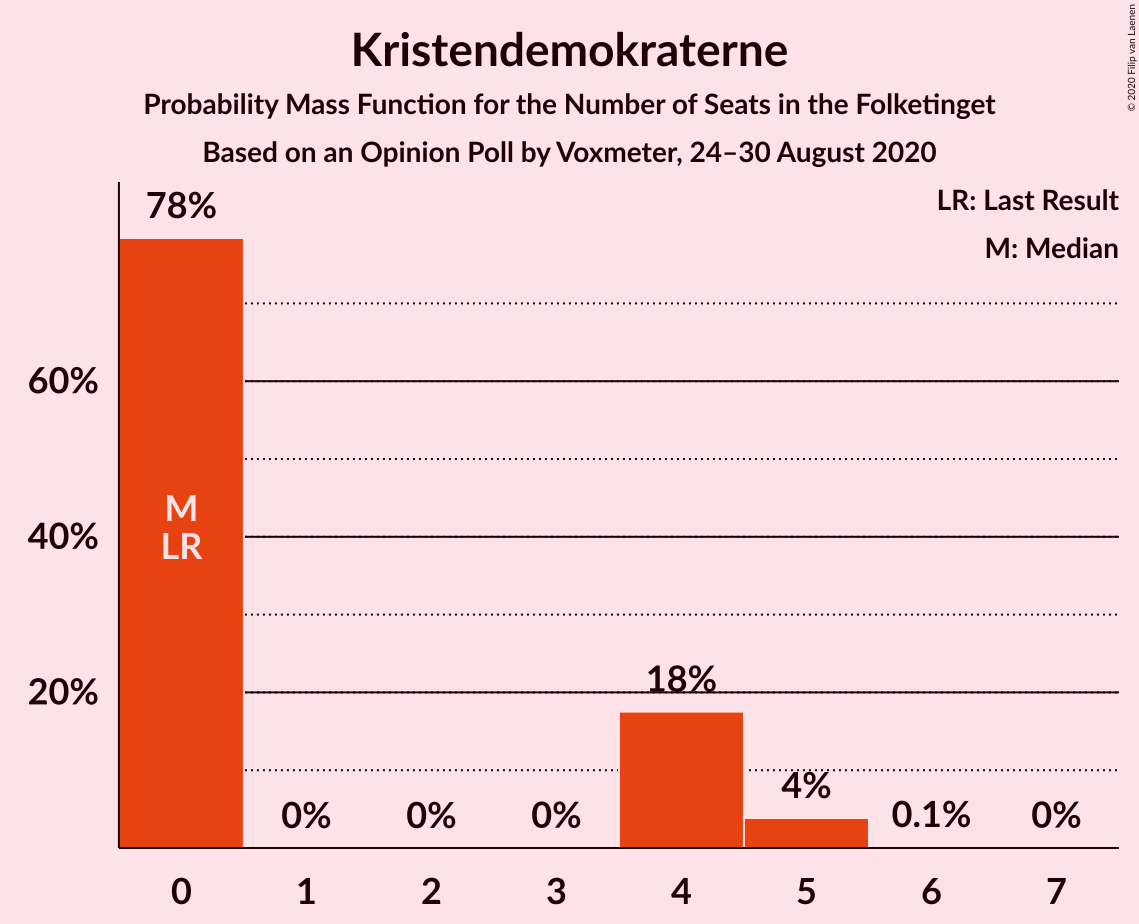 Kristendemokraterne
Probability Mass Function for the Number of Seats in the Folketinget
Based on an Opinion Poll by Voxmeter, 24–30 August 2020
© 2020 Filip van Laenen
LR: Last Result
M: Median
78%
60%
40%
20%
M
LR
0%
0%
0%
18%
4%
0.1%
0%
0
1
2
3
4
5
6
7